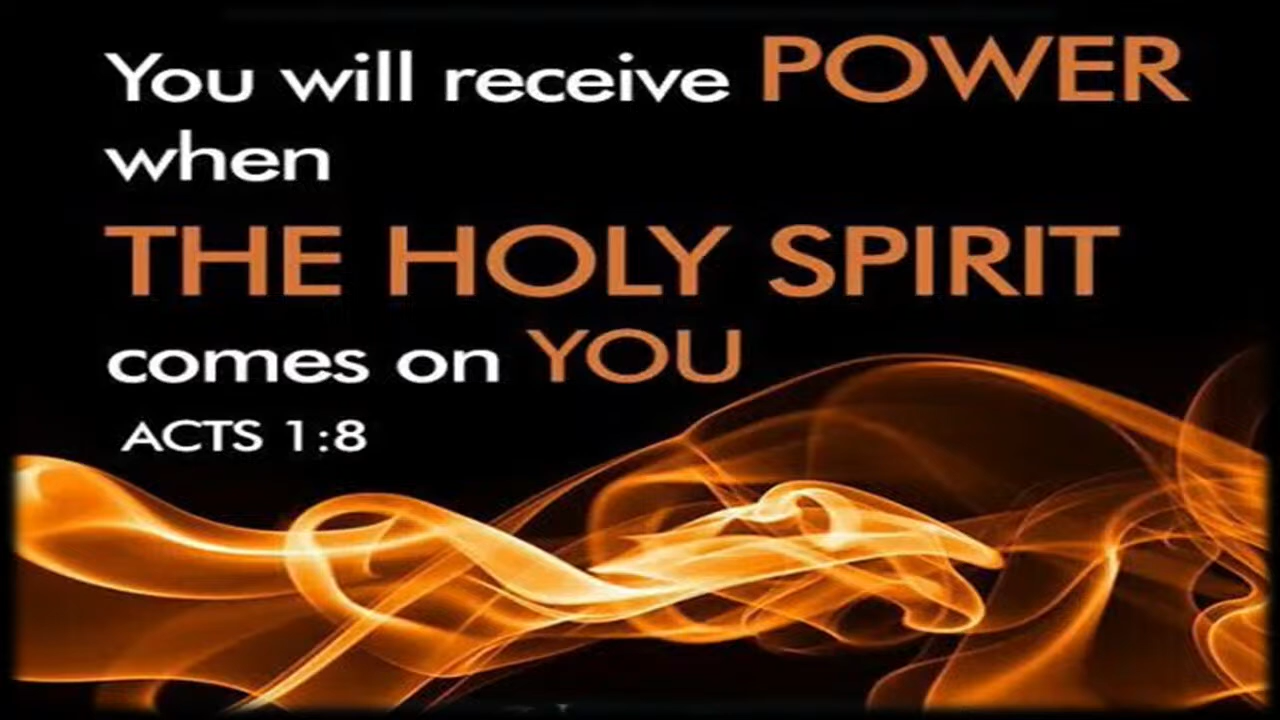 You will receive POWER
when
THE HOLY SPIRIT
comes on YOU
ACTS 1:8